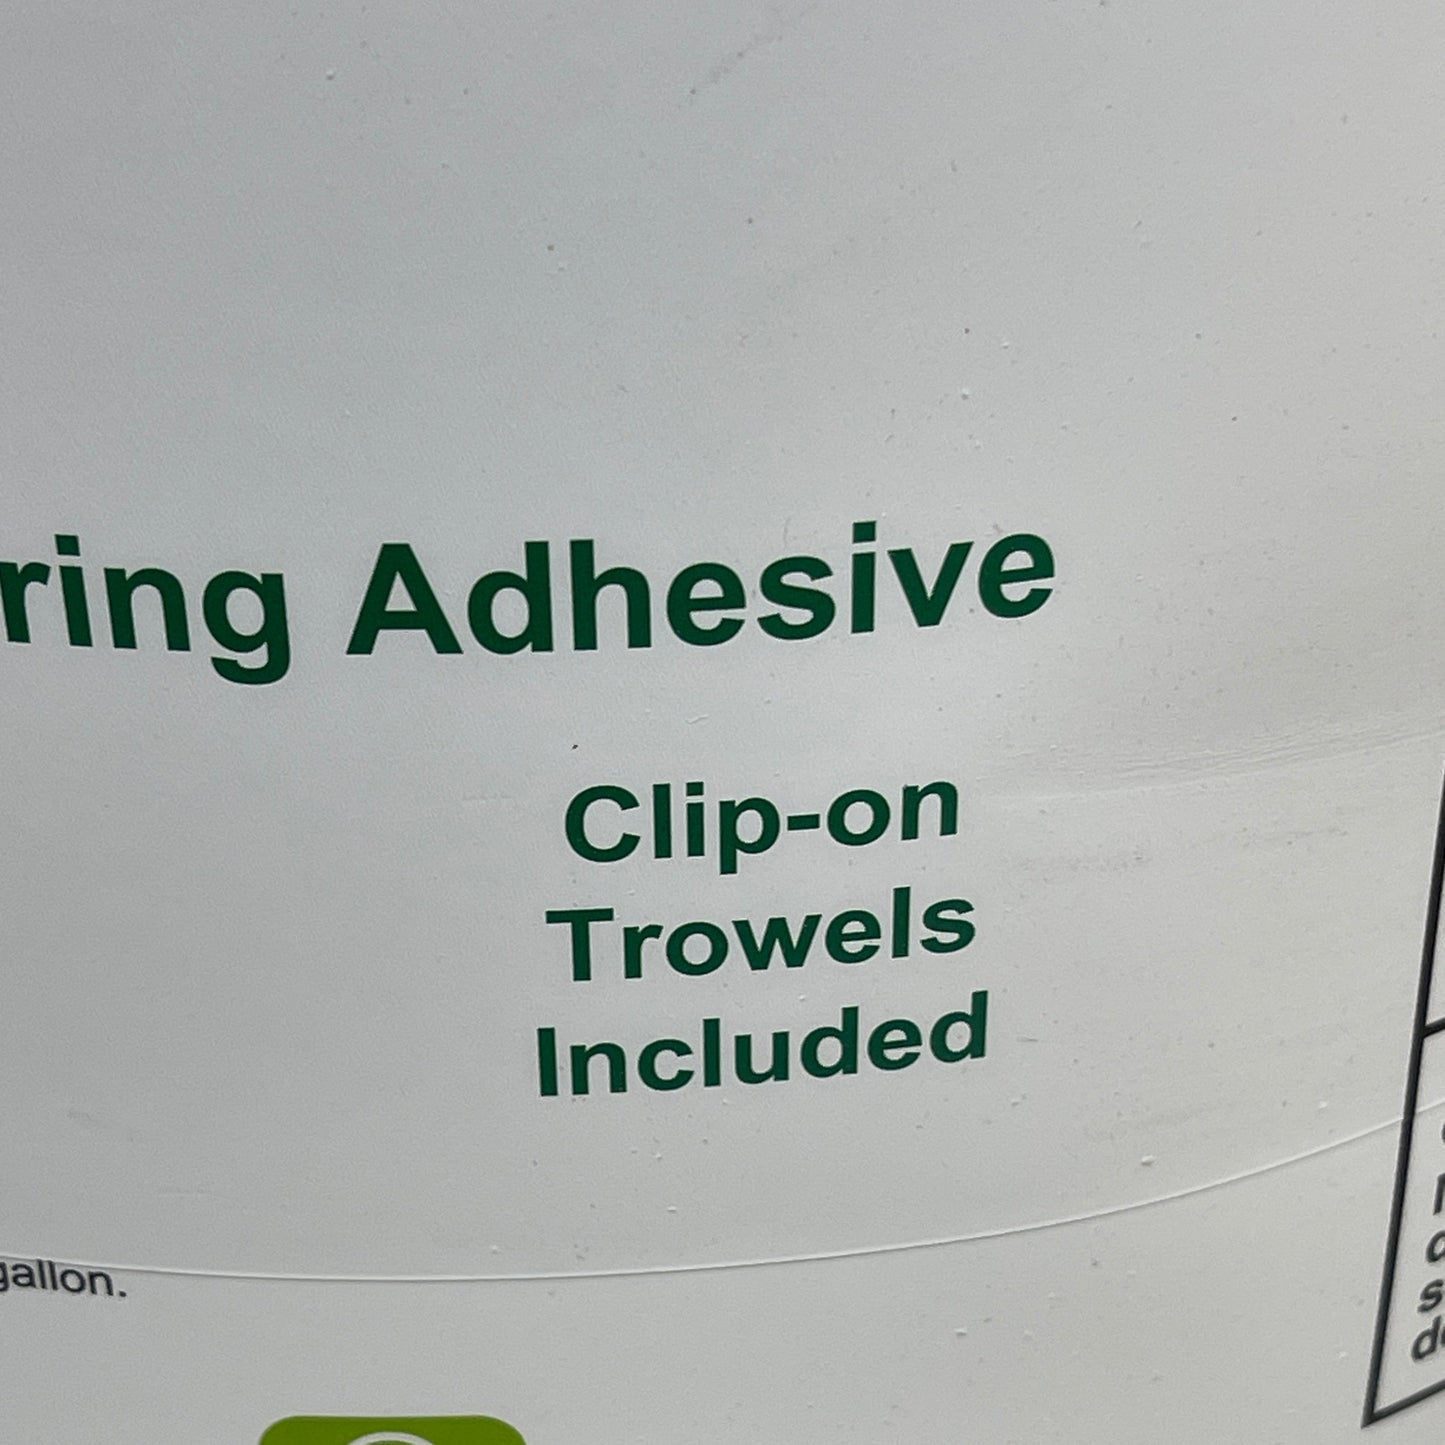 ring Adhesive
Clip-on
Trowels
Included
gallon.